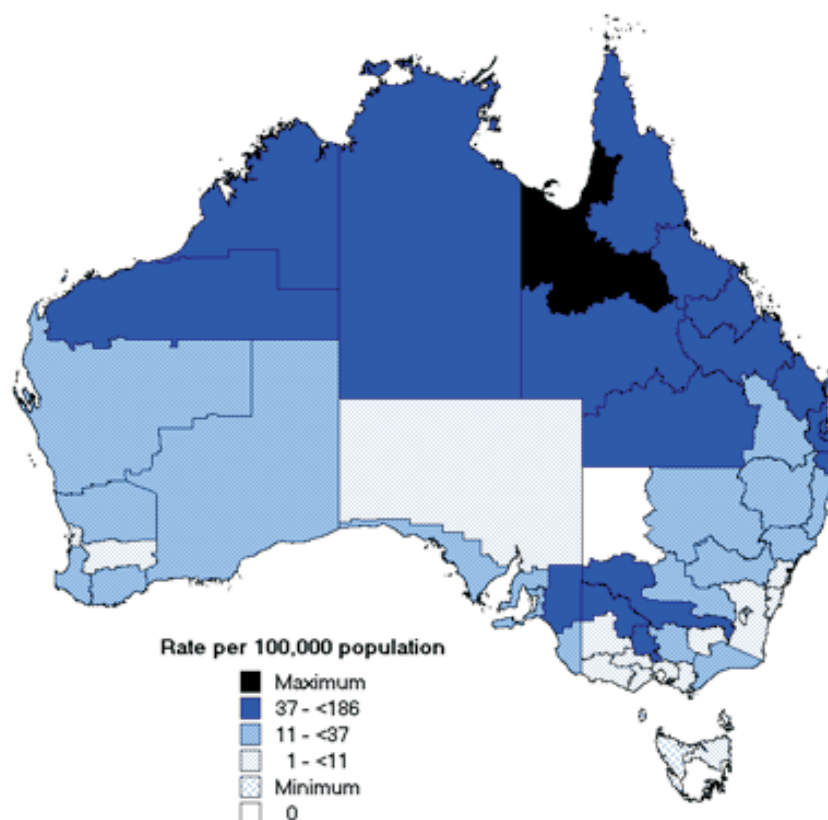 Rate per 100,000 population
Maximum
37 - <186
11 - <37
1 - <11
Minimum
0